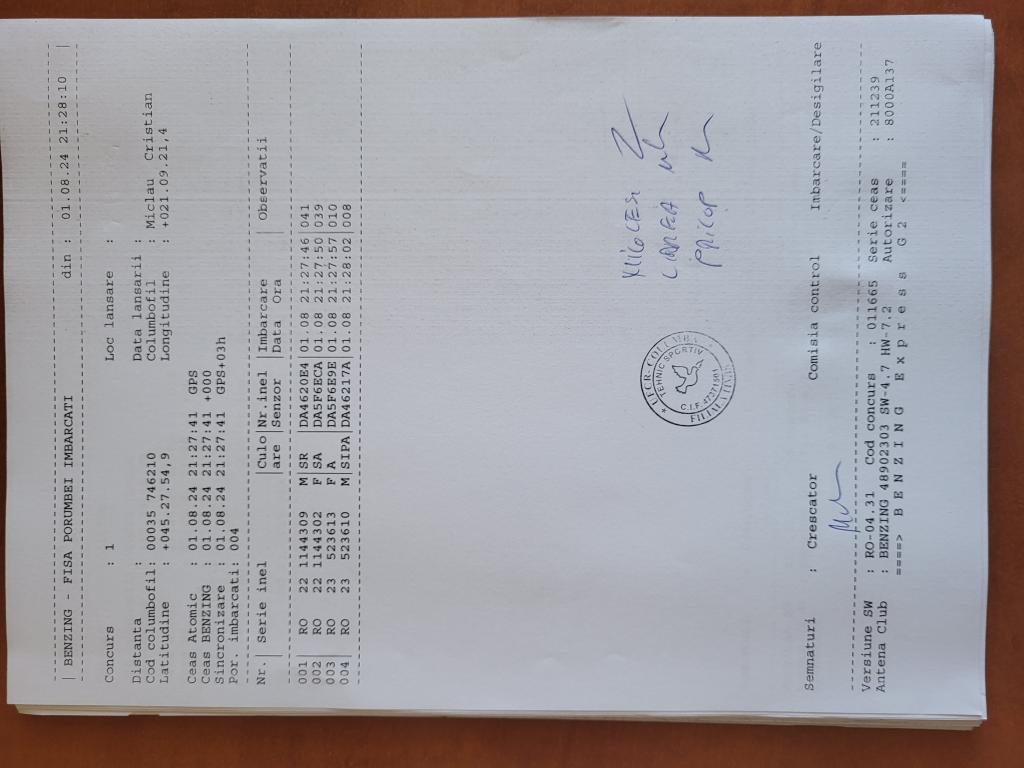 | BENZING - FISA PORUMBEI IMBARCATI din : 01.08.24 21:28:10 |
Concurs : 1 Loc lansare :
Distanta : Data lansarii :
Cod columbofil: 00035 746210 Columbofil : Miclau Cristian
Latitudine : +045.27.54,9 Longitudine : +021.09.21,4
Ceas Atomic : 01.08.24 21:27:41 GPS
Ceas BENZING : 01.08.24 21:27:41 +000
Sincronizare : 01.08.24 21:27:41 GPS+03h
Por. imbarcati: 004
Nr. | Serie inel |Culo|Nr.inel |Imbarcare | Observatii
|are |Senzor |Data Ora |
001 | RO 22 1144309 M|SR |DA4620E4|01.08 21:27:46|041
002 | RO 22 1144302 F|SA |DA5F6ECA|01.08 21:27:50|039
003 | RO 23 523613 F|A |DA5F6E9E|01.08 21:27:57|010
004 | RO 23 523610 M|SIPA|DA46217A|01.08 21:28:02|008
PRICOP
TEHNIC SPORTIV
C.I.F.
Semnaturi : Crescator Comisia control Imbarcare/Desigilare
Versiune SW : RO-04.31 Cod concurs : 011665 Serie ceas : 211239
Antena Club : BENZING 48902303 SW-4.7 HW-7.2 Autorizare : 8000A137
====> B E N Z I N G E x p r e s s G 2 <====